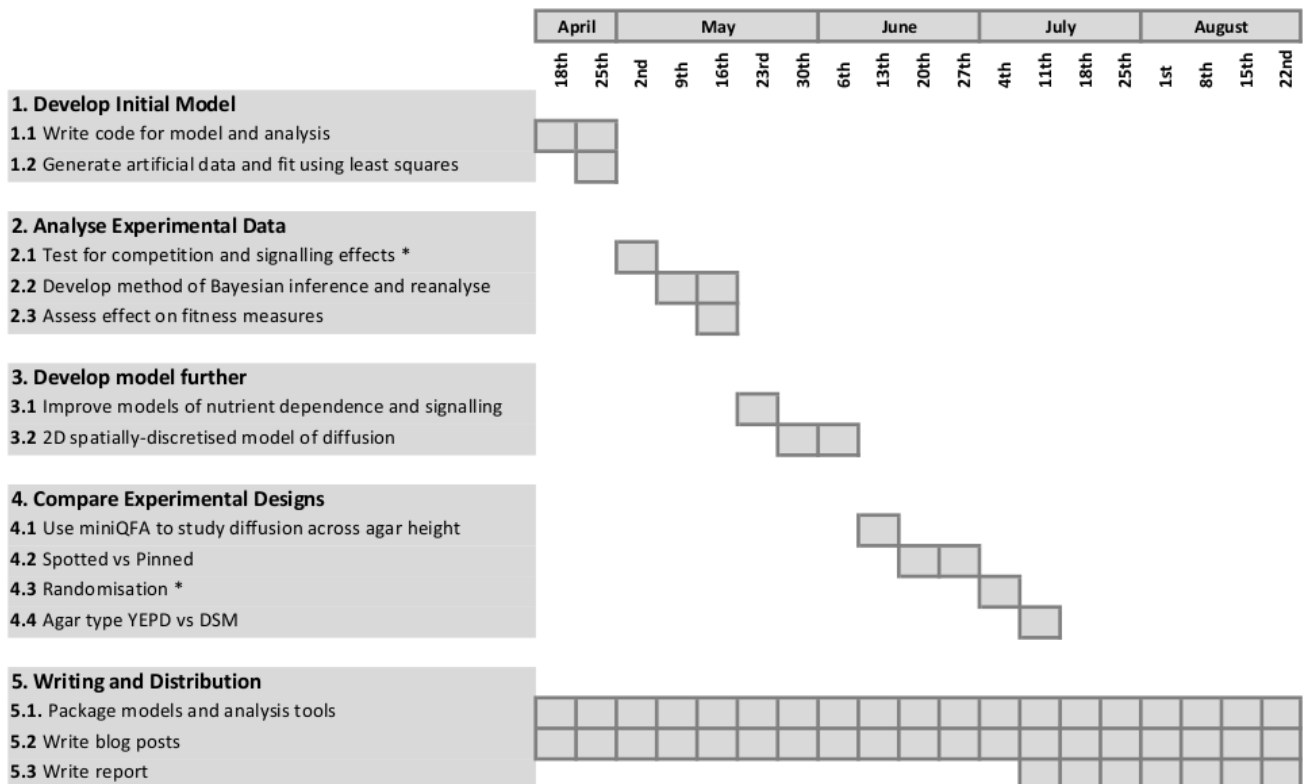 April May June July August
18th 25th 2nd 9th 16th 23rd 30th 6th 13th 20th 27th 4th 11th 18th 25th 1st 8th 15th 22nd
1. Develop Initial Model
1.1 Write code for model and analysis
1.2 Generate artificial data and fit using least squares
2. Analyse Experimental Data
2.1 Test for competition and signalling effects *
2.2 Develop method of Bayesian inference and reanalyse
2.3 Assess effect on fitness measures
3. Develop model further
3.1 Improve models of nutrient dependence and signalling
3.2 2D spatially-discretised model of diffusion
4. Compare Experimental Designs
4.1 Use miniQFA to study diffusion across agar height
4.2 Spotted vs Pinned
4.3 Randomisation *
4.4 Agar type YEPD vs DSM
5. Writing and Distribution
5.1. Package models and analysis tools
5.2 Write blog posts
5.3 Write report